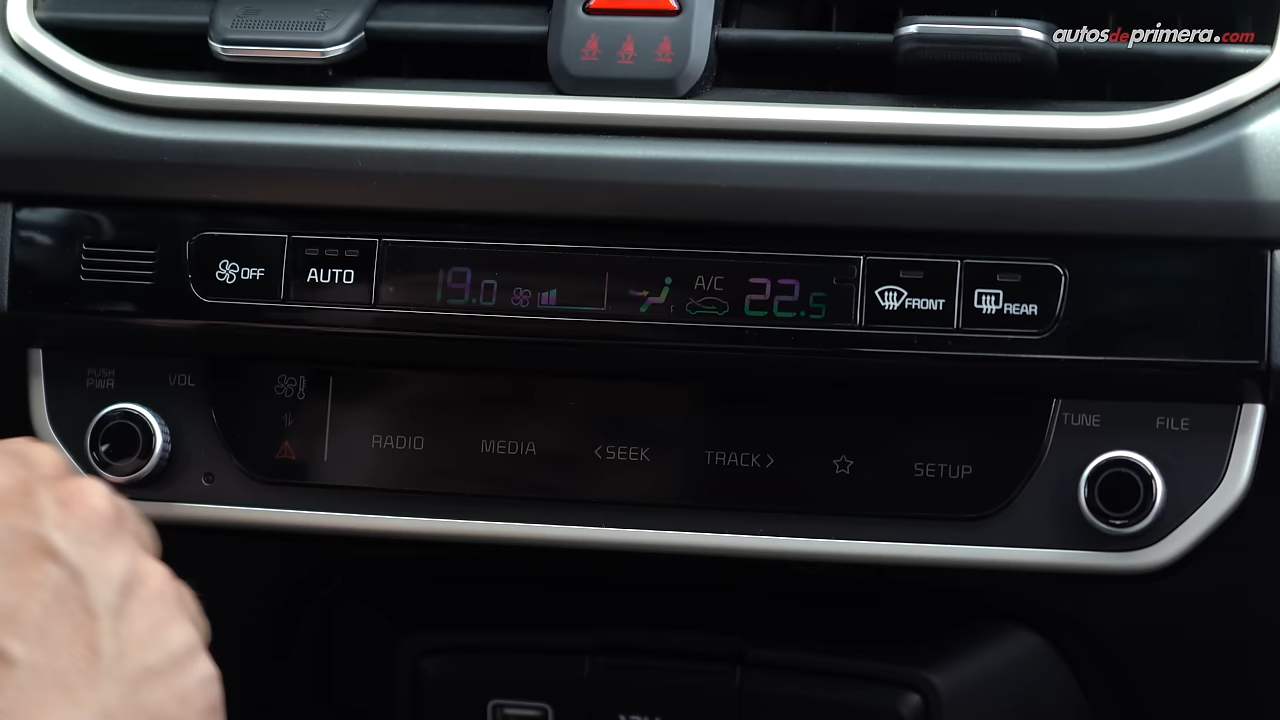 autosdeprimera.com
OFF
AUTO
19.0
A/C
22.5
FRONT
REAR
PUSH
PWR
VOL
RADIO
MEDIA
<SEEK
TRACK>
SETUP
TUNE
FILE